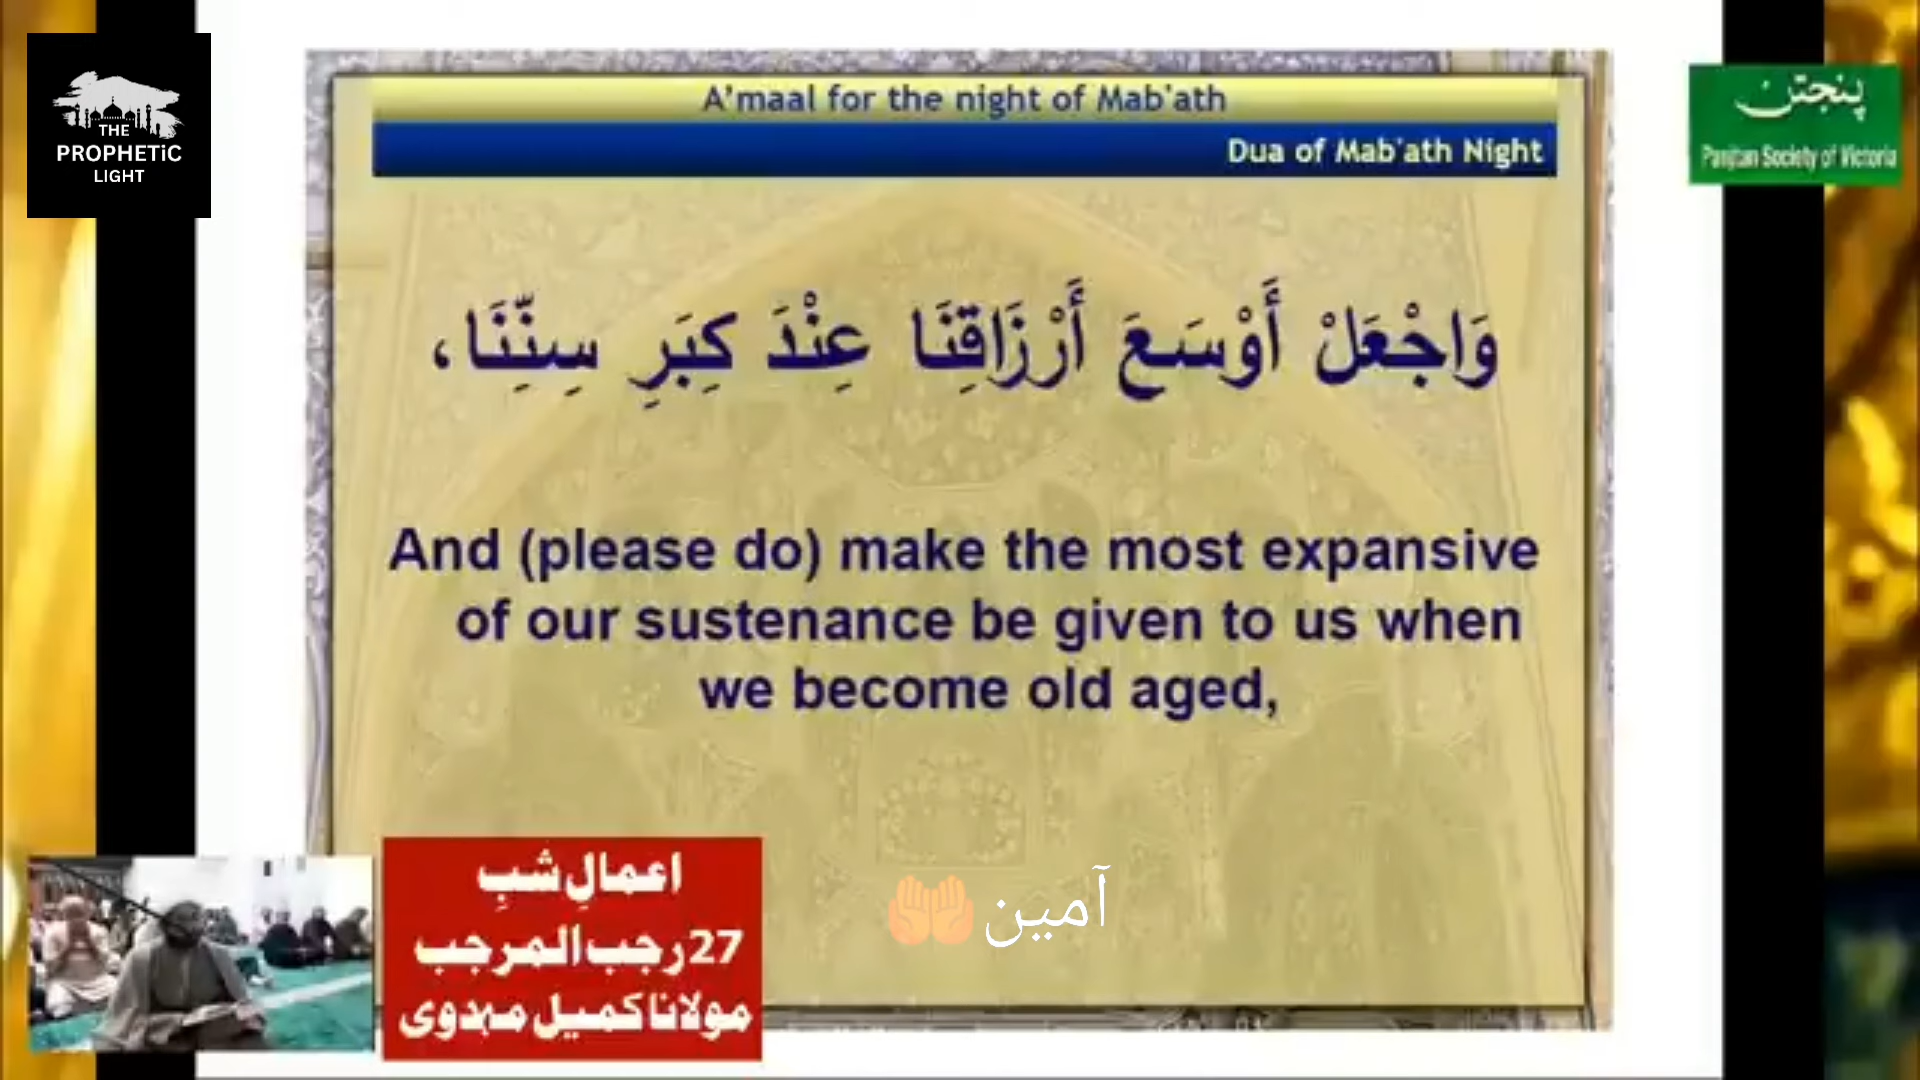 THE
PROPHETiC
LIGHT
A'maal for the night of Mab'ath
Dua of Mab'ath Night
پنجتن
Panjtan Society of Victoria
وَاجْعَلْ أَوْسَعَ أَرْزَاقِنَا عِنْدَ كِبَرِ سِنِّنَا،
And (please do) make the most expansive
of our sustenance be given to us when
we become old aged,
اعمالِ شبِ
27 رجب المرجب
مولانا کمیل مہدوی
آمین 🤲